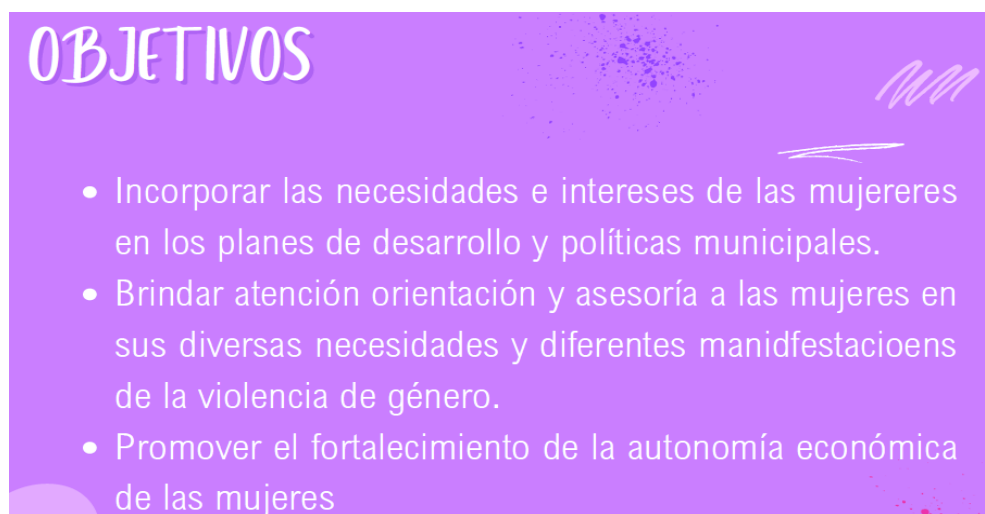 OBJETIVOS
• Incorporar las necesidades e intereses de las mujereres
en los planes de desarrollo y políticas municipales.
• Brindar atención orientación y asesoría a las mujeres en
sus diversas necesidades y diferentes manidfestacioens
de la violencia de género.
• Promover el fortalecimiento de la autonomía económica
de las mujeres